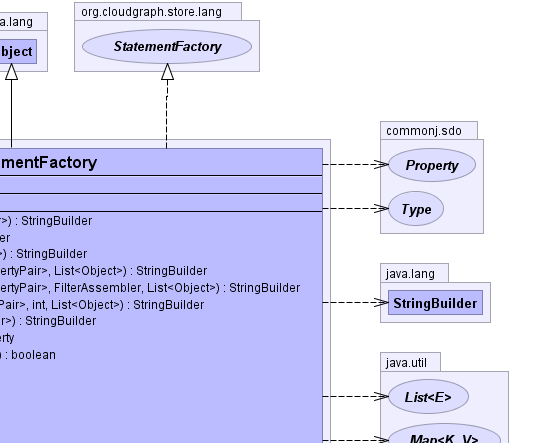 a.lang
bject
org.cloudgraph.store.lang
StatementFactory
commonj.sdo
Property
Type
mentFactory
r>) : StringBuilder
er
>) : StringBuilder
ertyPair>, List<Object>) : StringBuilder
ertyPair>, FilterAssembler, List<Object>) : StringBuilder
Pair>, int, List<Object>) : StringBuilder
r>) : StringBuilder
erty
) : boolean
java.lang
StringBuilder
java.util
List<E>
Map<K, V>